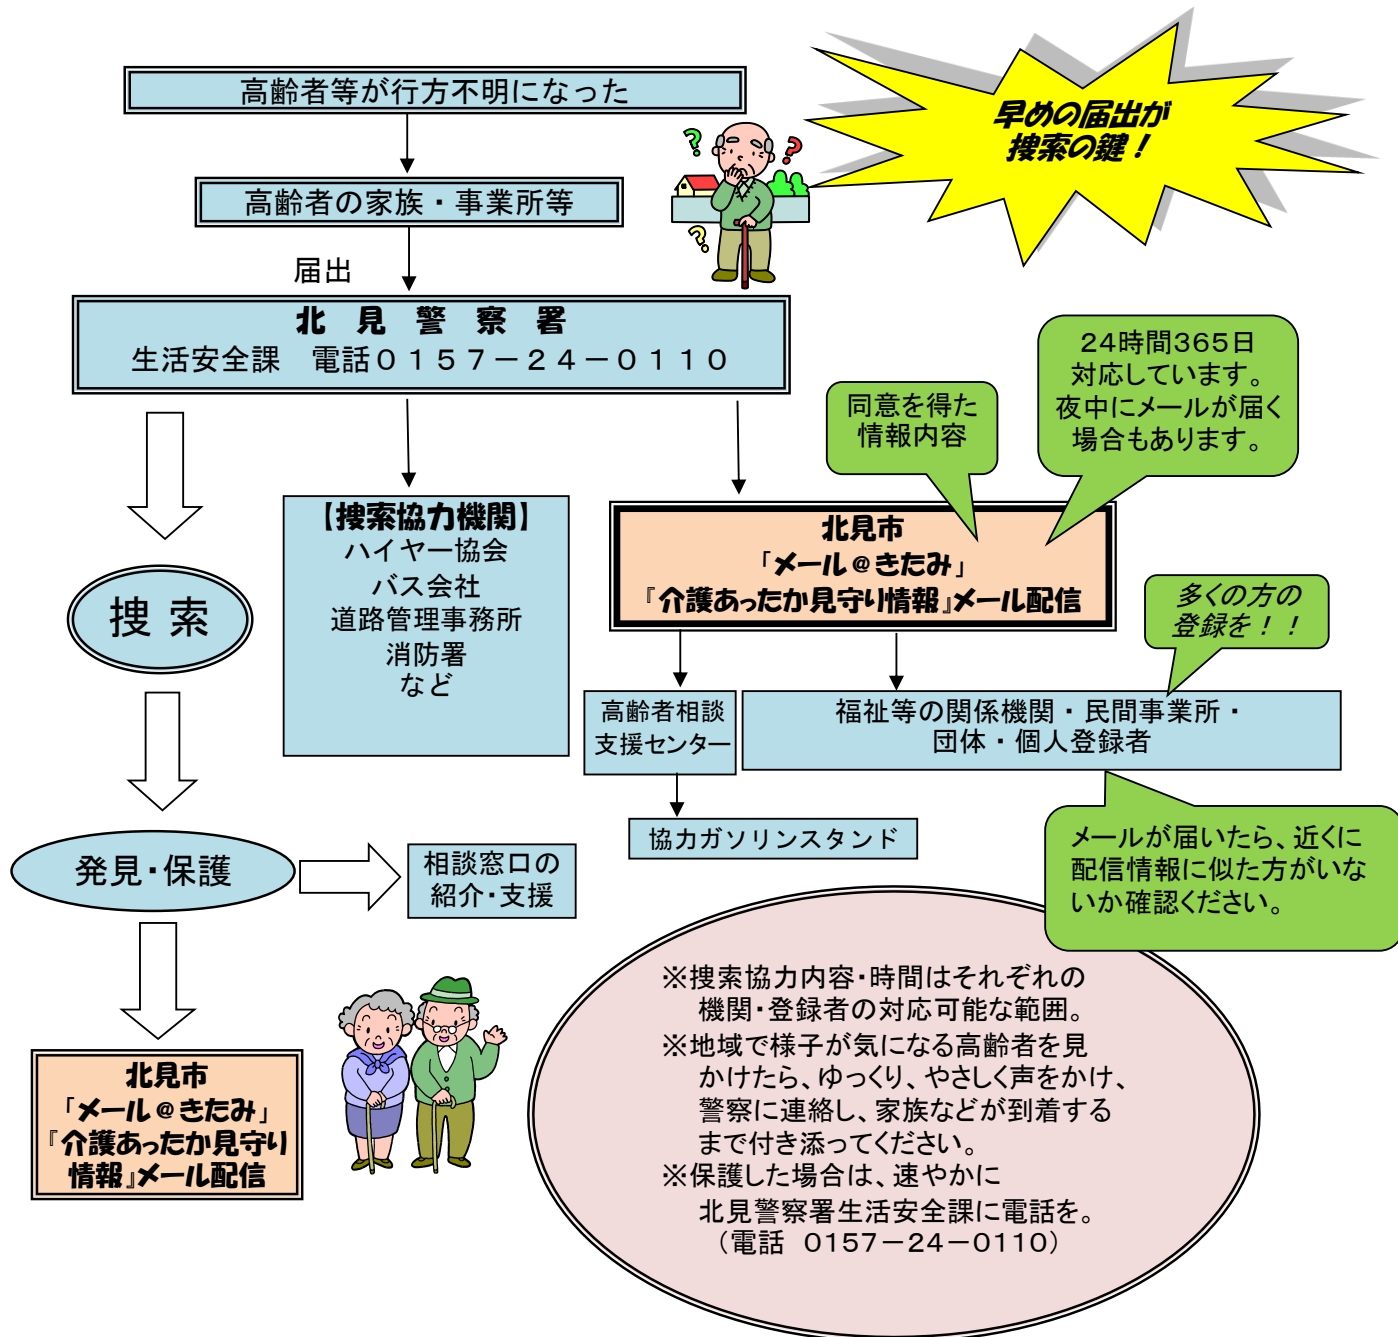 高齢者等が行方不明になった
早めの届出が
捜索の鍵！
高齢者の家族・事業所等
届出
北 見 警 察 署
生活安全課　電話０１５７－２４－０１１０
24時間365日
対応しています。
夜中にメールが届く
場合もあります。
同意を得た
情報内容
【捜索協力機関】
ハイヤー協会
バス会社
道路管理事務所
消防署
など
北見市
「メール＠きたみ」
『介護あったか見守り情報』メール配信
多くの方の
登録を！！
捜 索
高齢者相談
支援センター
福祉等の関係機関・民間事業所・
団体・個人登録者
協力ガソリンスタンド
メールが届いたら、近くに
配信情報に似た方がいな
いか確認ください。
発見・保護
相談窓口の
紹介・支援
※捜索協力内容・時間はそれぞれの
機関・登録者の対応可能な範囲。
※地域で様子が気になる高齢者を見
かけたら、ゆっくり、やさしく声をかけ、
警察に連絡し、家族などが到着する
まで付き添ってください。
※保護した場合は、速やかに
北見警察署生活安全課に電話を。
（電話 0157－24－0110）
北見市
「メール＠きたみ」
『介護あったか見守り
情報』メール配信